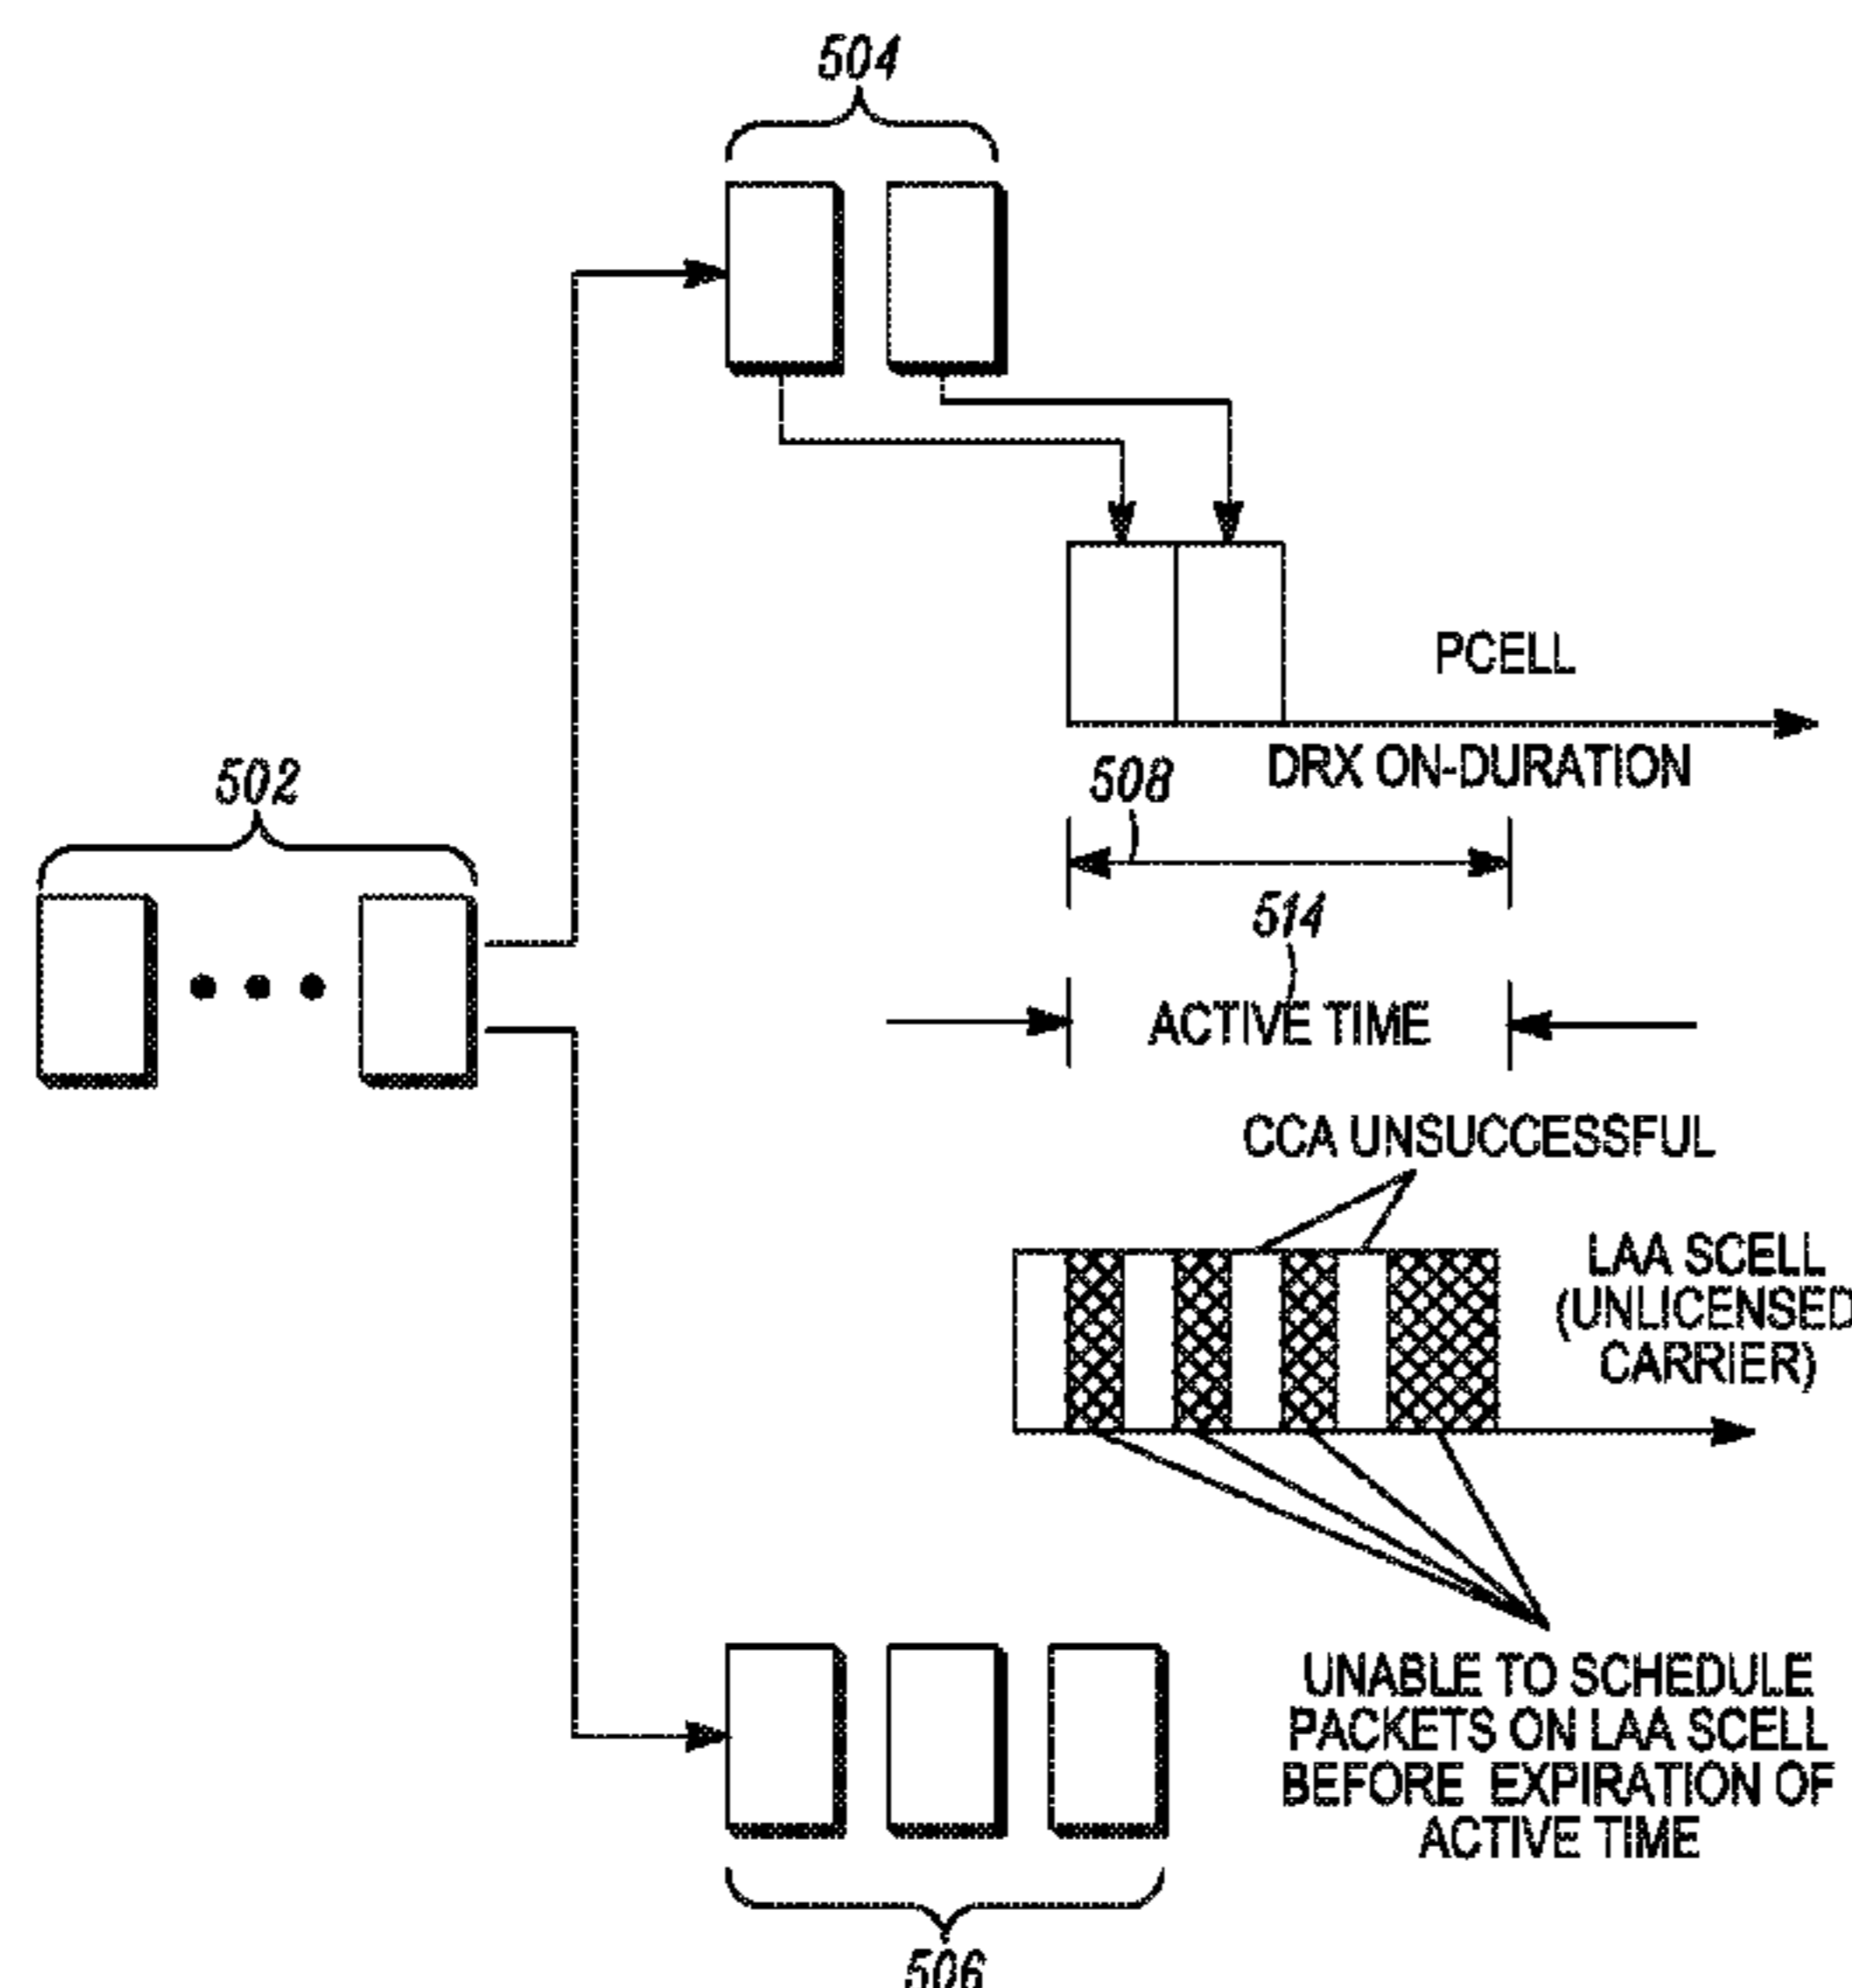 504
PCELL
DRX ON-DURATION
508
502
514
ACTIVE TIME
CCA UNSUCCESSFUL
LAA SCELL
(UNLICENSED
CARRIER)
UNABLE TO SCHEDULE
PACKETS ON LAA SCELL
BEFORE EXPIRATION OF
ACTIVE TIME
506